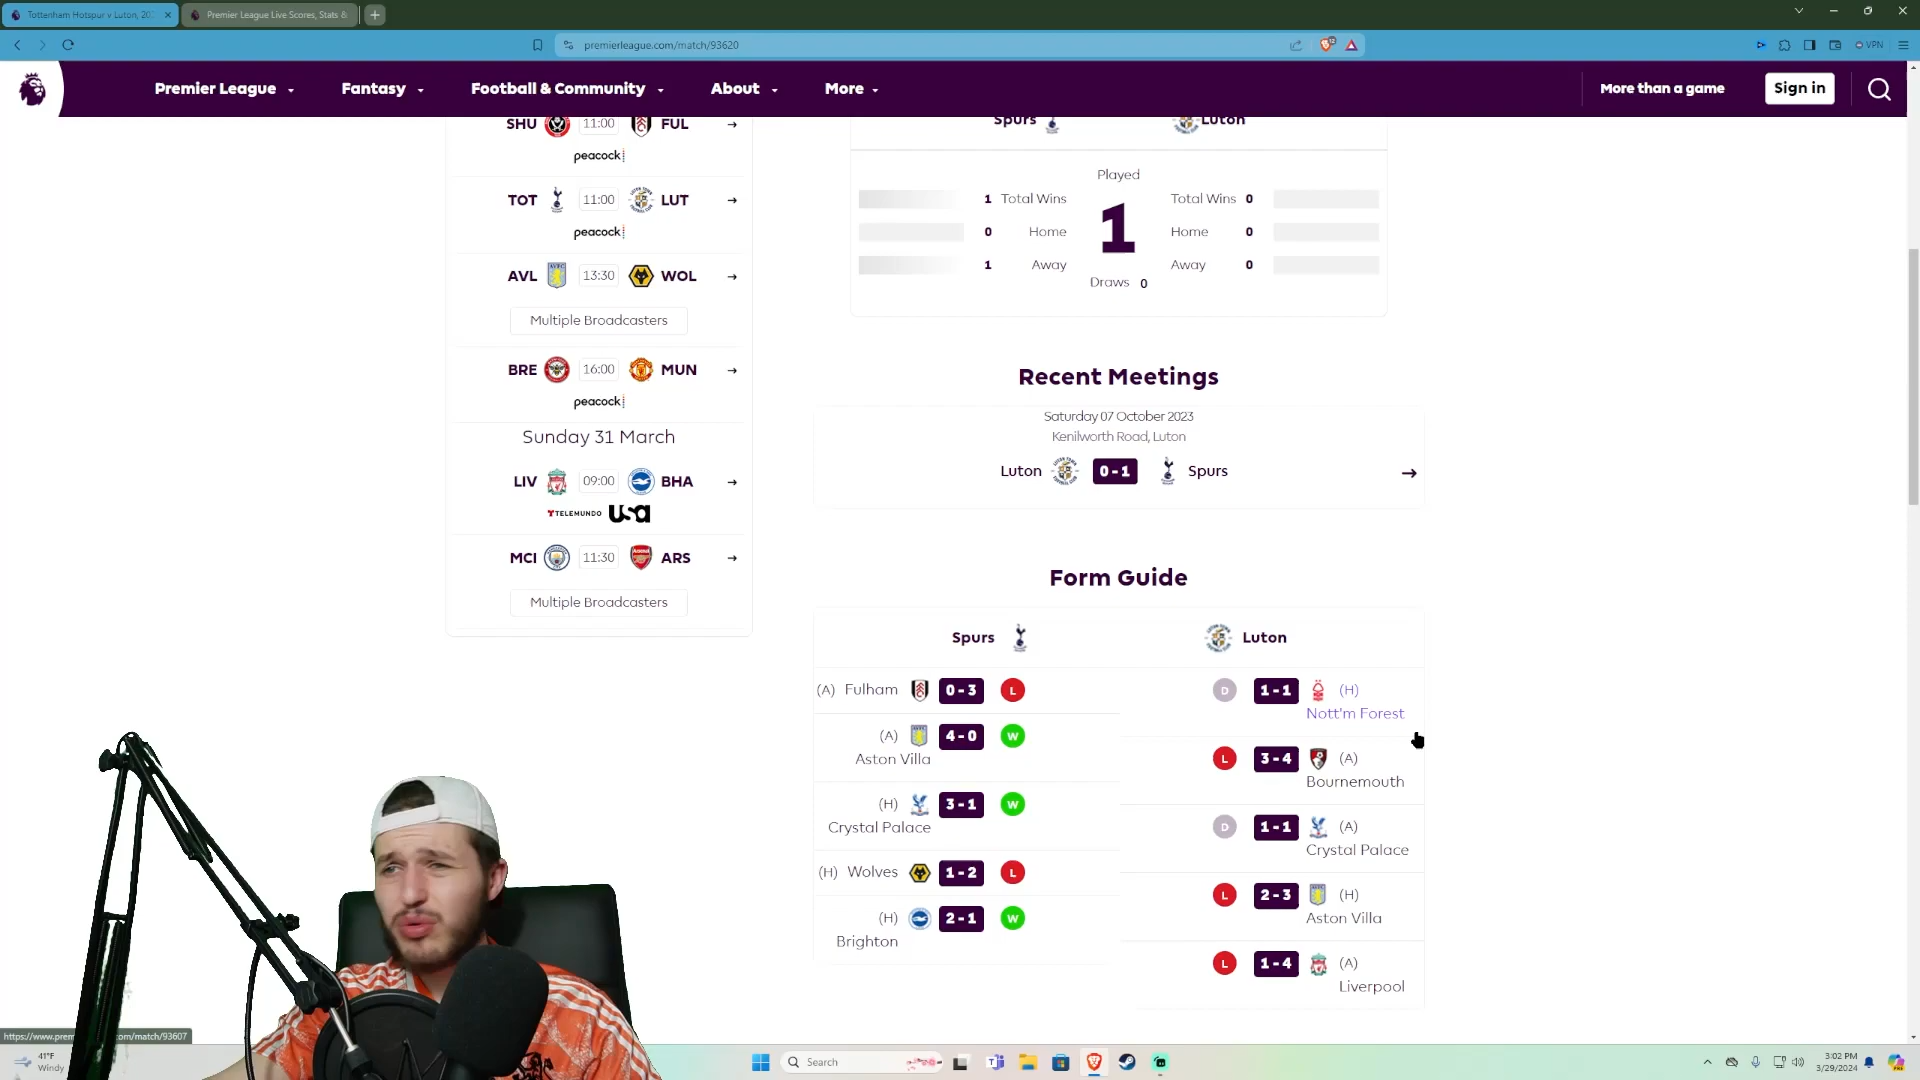 Tottenham Hotspur v Luton, 202
Premier League Live Scores, Stats &
premierleague.com/match/93620
VPN
Premier League
Fantasy
Football & Community
About
More
More than a game
Sign in
SHU 11:00 FUL
peacock
TOT 11:00 LUT
peacock
AVL 13:30 WOL
Multiple Broadcasters
BRE 16:00 MUN
peacock
Sunday 31 March
LIV 09:00 BHA
TELEMUNDO USA
MCI 11:30 ARS
Multiple Broadcasters
Spurs Luton
Played
1 Total Wins
0 Home
1 Away
1
Total Wins 0
Home 0
Away 0
Draws 0
Recent Meetings
Saturday 07 October 2023
Kenilworth Road, Luton
Luton 0 - 1 Spurs
Form Guide
Spurs
(A) Fulham 0 - 3 L
(A) 4 - 0 W
Aston Villa
(H) 3 - 1 W
Crystal Palace
(H) Wolves 1 - 2 L
(H) 2 - 1 W
Brighton
Luton
D 1 - 1 (H)
Nott'm Forest
L 3 - 4 (A)
Bournemouth
D 1 - 1 (A)
Crystal Palace
L 2 - 3 (H)
Aston Villa
L 1 - 4 (A)
Liverpool
41°F
Windy
Search
3:02 PM
3/29/2024